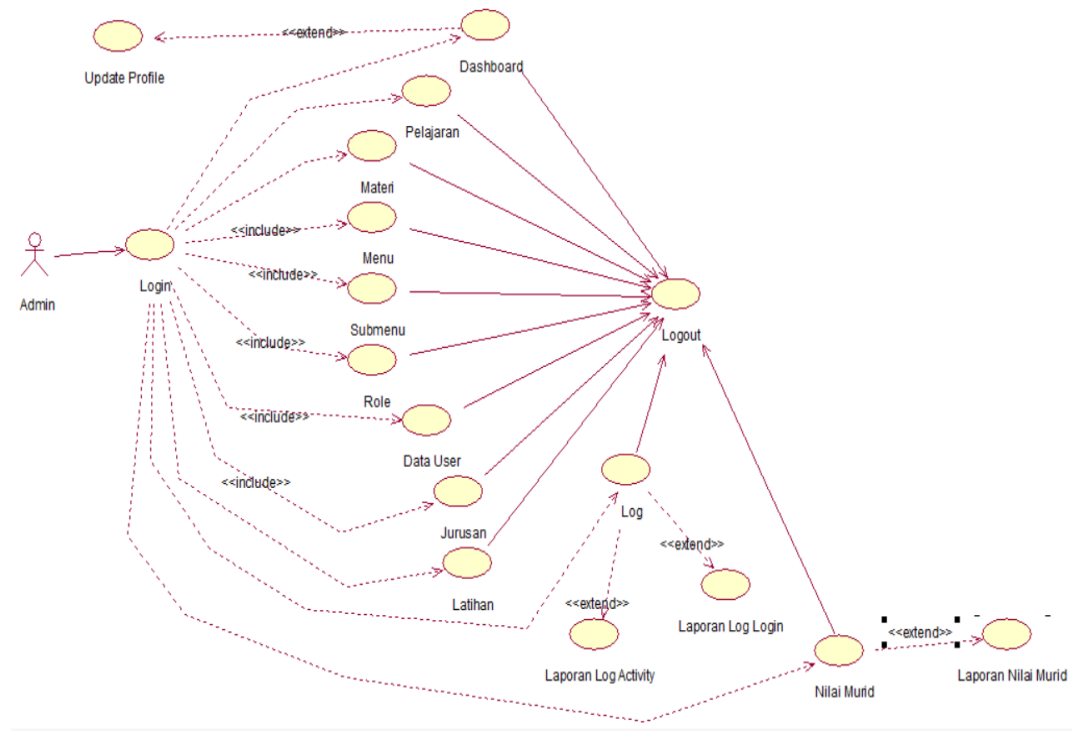 <<extend>>
Update Profile
Dashboard
Pelajaran
Materi
<<include>>
Menu
<<include>>
Admin
Login
Submenu
Logout
<<include>>
Role
<<include>>
Data User
<<include>>
Log
Jurusan
<<extend>>
Latihan
<<extend>>
Laporan Log Login
<<extend>>
Laporan Log Activity
Nilai Murid
Laporan Nilai Murid